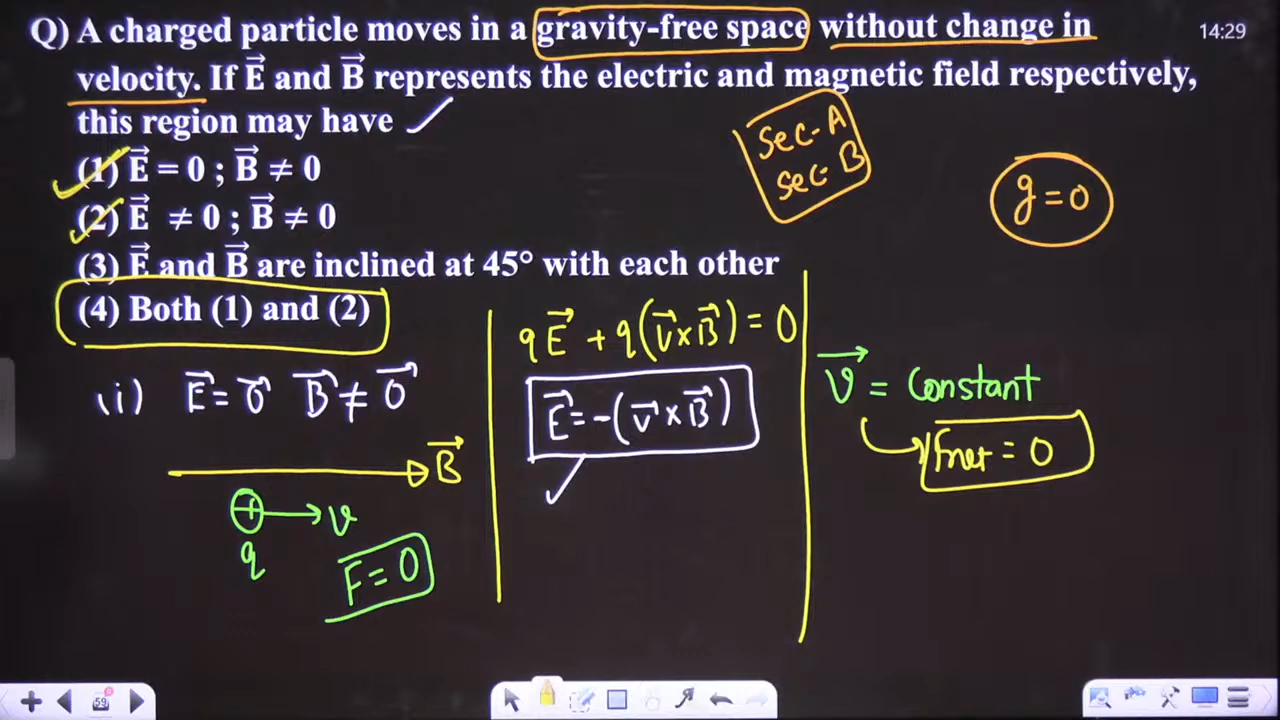 Q) A charged particle moves in a gravity-free space without change in
14:29
velocity. If E⃗ and B⃗ represents the electric and magnetic field respectively,
this region may have
(1) E⃗ = 0 ; B⃗ ≠ 0
(2) E⃗ ≠ 0 ; B⃗ ≠ 0
(3) E⃗ and B⃗ are inclined at 45° with each other
(4) Both (1) and (2)
Sec-A
Sec-B
g = 0
(i) E⃗ = 0⃗ B⃗ ≠ 0⃗
B⃗
+
v
q
F = 0
qE⃗ + q(v⃗ × B⃗) = 0
E⃗ = -(v⃗ × B⃗)
v⃗ = constant
Fnet = 0
59